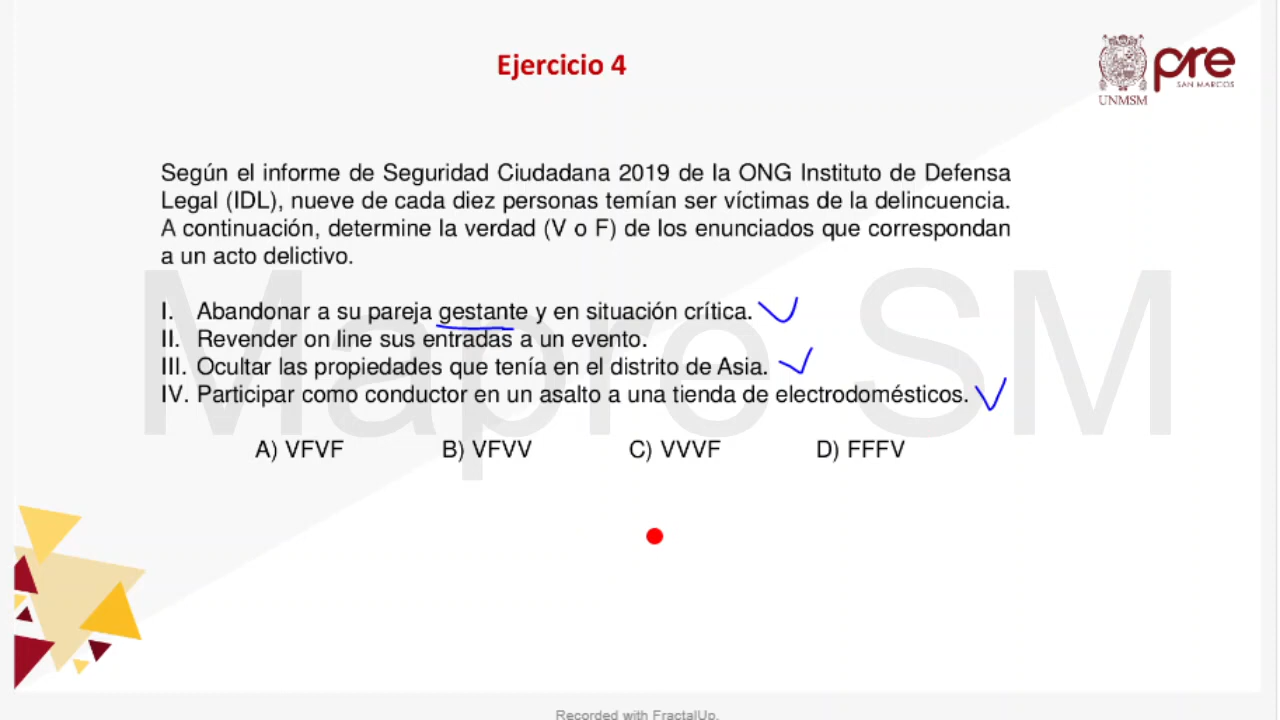 Ejercicio 4
UNMSM
pre
SAN MARCOS
Según el informe de Seguridad Ciudadana 2019 de la ONG Instituto de Defensa
Legal (IDL), nueve de cada diez personas temían ser víctimas de la delincuencia.
A continuación, determine la verdad (V o F) de los enunciados que correspondan
a un acto delictivo.
I. Abandonar a su pareja gestante y en situación crítica.
II. Revender on line sus entradas a un evento.
III. Ocultar las propiedades que tenía en el distrito de Asia.
IV. Participar como conductor en un asalto a una tienda de electrodomésticos.
Mapre SM
A) VFVF B) VFVV C) VVVF D) FFFV
Recorded with FractalUp.